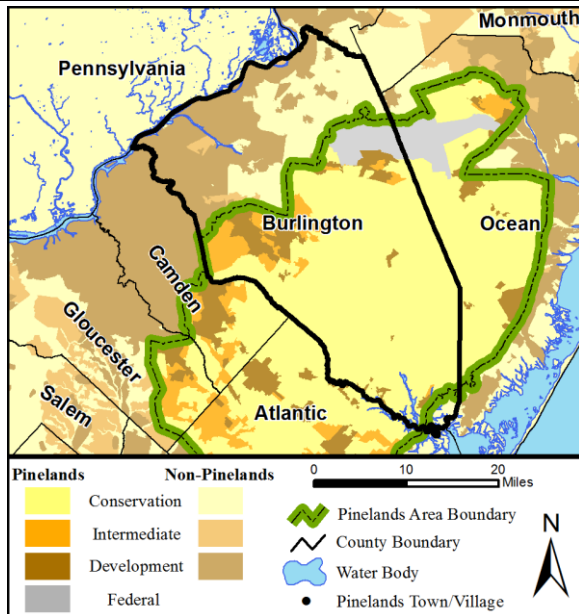 Monmouth
Pennsylvania
Burlington
Ocean
Camden
Gloucester
Salem
Atlantic
Pinelands Non-Pinelands
Conservation
Intermediate
Development
Federal
0 10 20
Miles
Pinelands Area Boundary
County Boundary
Water Body
Pinelands Town/Village
N